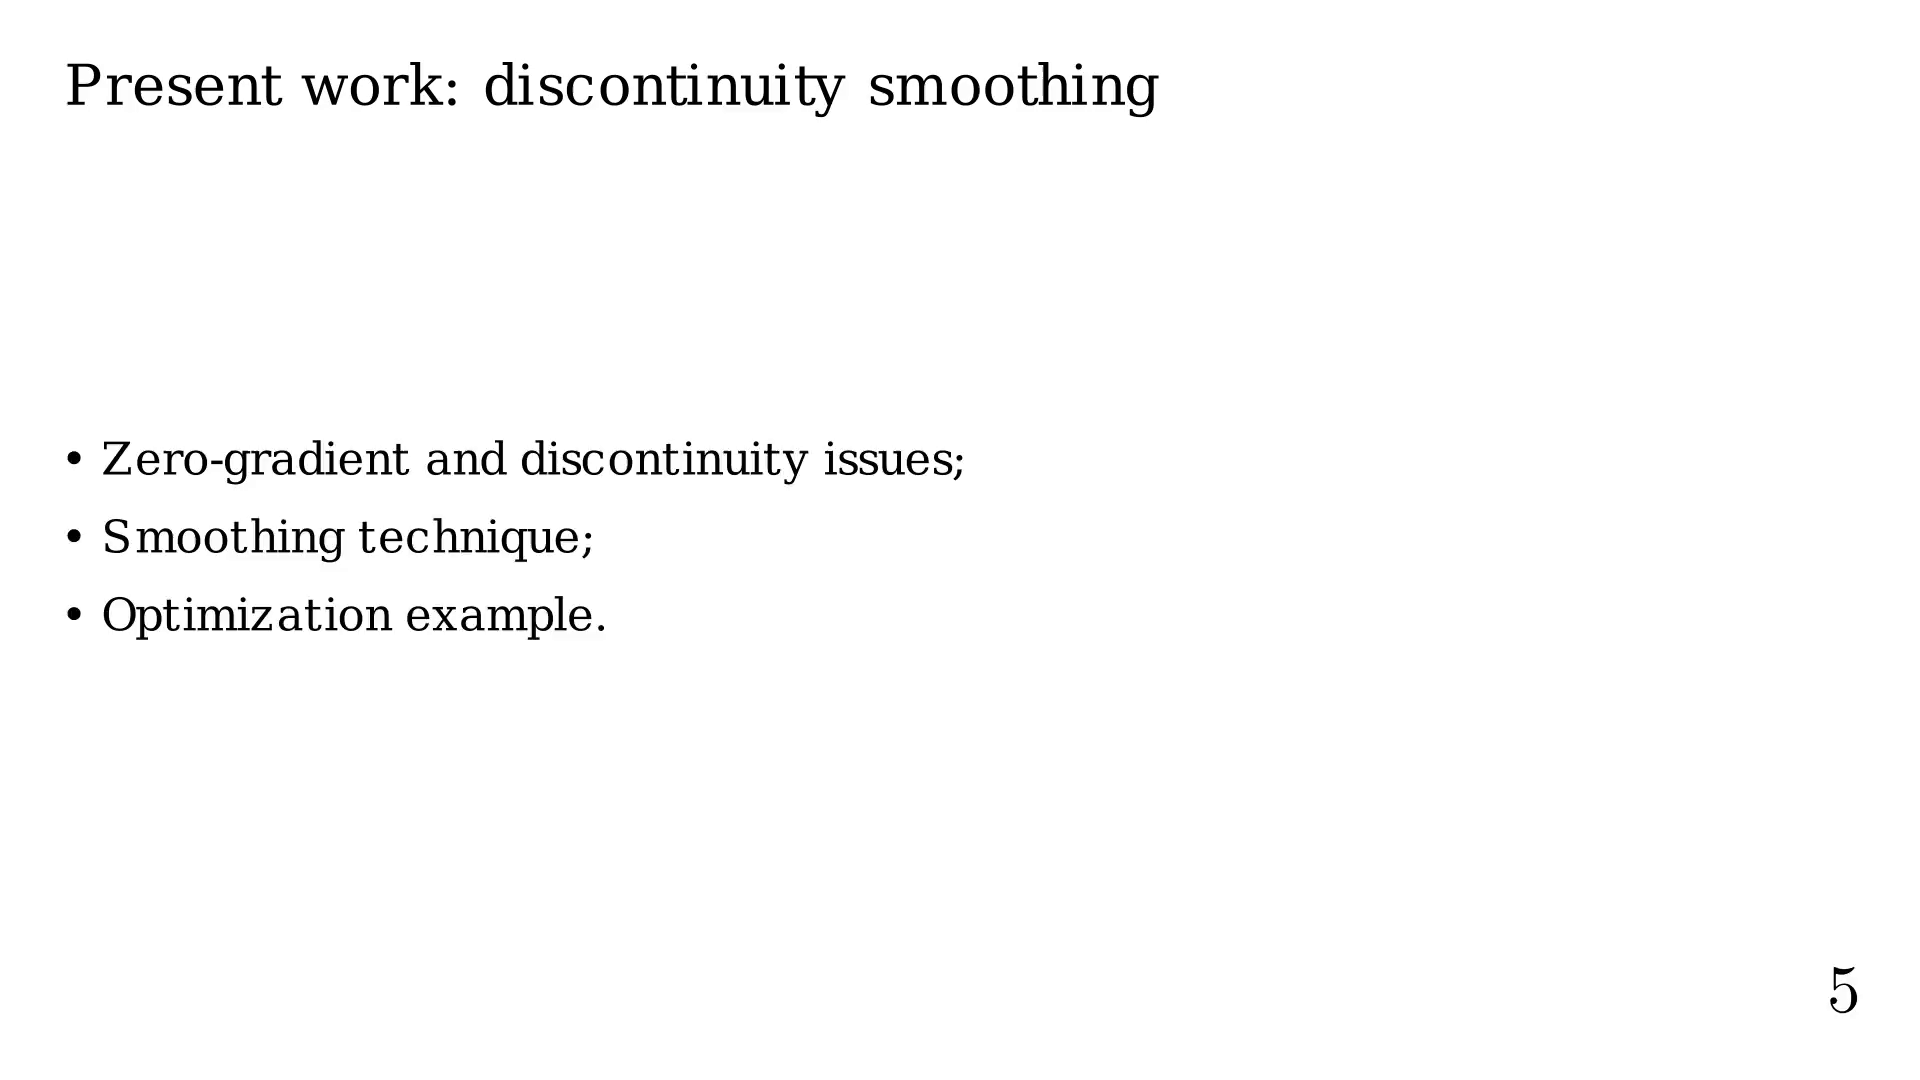 Present work: discontinuity smoothing
• Zero-gradient and discontinuity issues;
• Smoothing technique;
• Optimization example.
5